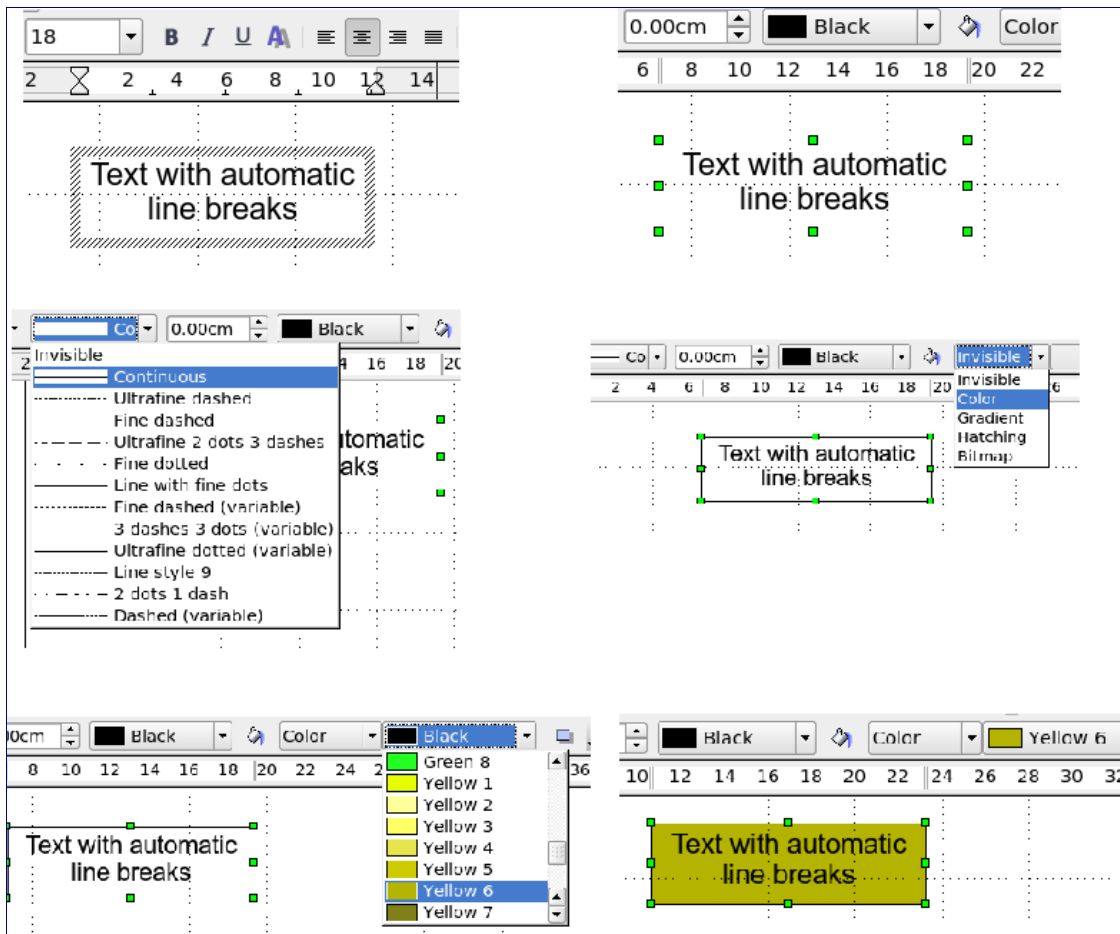 18 B I U A
2 2 4 6 8 10 12 14
Text with automatic
line breaks
0.00cm Black Color
6 8 10 12 14 16 18 20 22
Text with automatic
line breaks
Co 0.00cm Black
Invisible
2 4 16 18 20
Continuous
Ultrafine dashed
Fine dashed
Ultrafine 2 dots 3 dashes
Fine dotted
Line with fine dots
Fine dashed (variable)
3 dashes 3 dots (variable)
Ultrafine dotted (variable)
Line style 9
2 dots 1 dash
Dashed (variable)
tomatic
aks
Co 0.00cm Black Invisible
2 4 6 8 10 12 14 16 18 20 6
Invisible
Color
Gradient
Hatching
Bitmap
Text with automatic
line breaks
0cm Black Color Black
8 10 12 14 16 18 20 22 24 2 36
Green 8
Yellow 1
Yellow 2
Yellow 3
Yellow 4
Yellow 5
Yellow 6
Yellow 7
Text with automatic
line breaks
Black Color Yellow 6
10 12 14 16 18 20 22 24 26 28 30 32
Text with automatic
line breaks